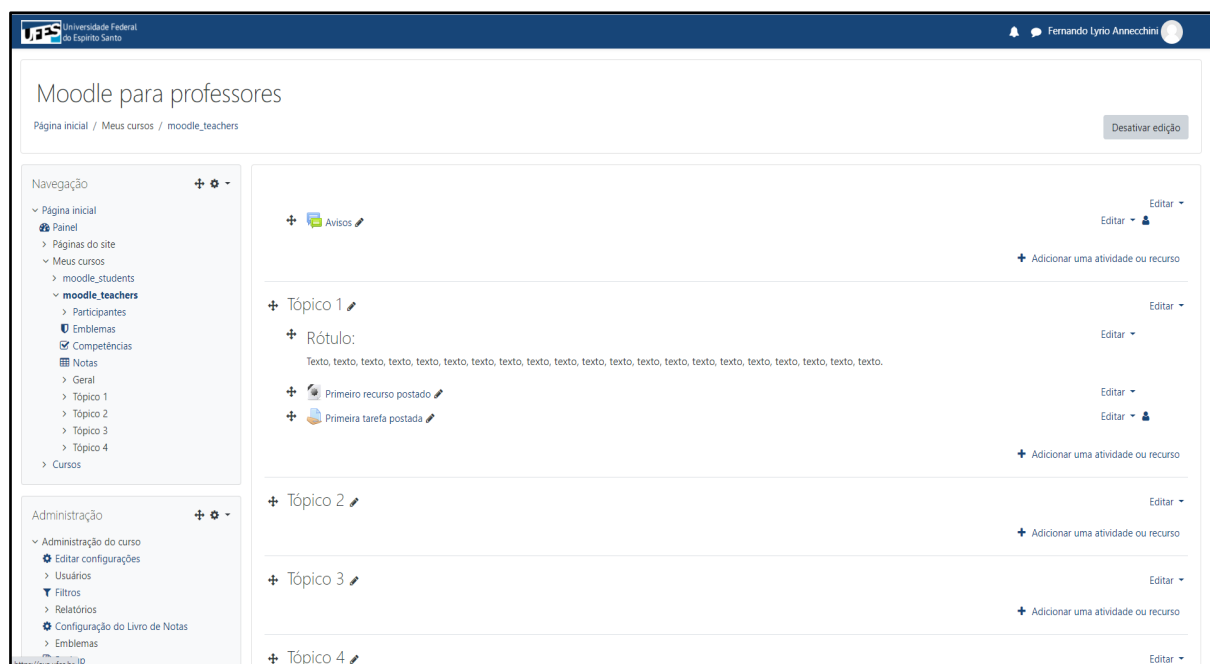 UFES
Universidade Federal
do Espírito Santo
Fernando Lyrio Annecchini
Moodle para professores
Página inicial / Meus cursos / moodle_teachers
Desativar edição
Navegação
Página inicial
Painel
Páginas do site
Meus cursos
moodle_students
moodle_teachers
Participantes
Emblemas
Competências
Notas
Geral
Tópico 1
Tópico 2
Tópico 3
Tópico 4
Cursos
Administração
Administração do curso
Editar configurações
Usuários
Filtros
Relatórios
Configuração do Livro de Notas
Emblemas
Editar
Avisos
Editar
+ Adicionar uma atividade ou recurso
Tópico 1
Editar
Rótulo:
Editar
Texto, texto, texto, texto, texto, texto, texto, texto, texto, texto, texto, texto, texto, texto, texto, texto, texto, texto, texto, texto, texto.
Primeiro recurso postado
Editar
Primeira tarefa postada
Editar
+ Adicionar uma atividade ou recurso
Tópico 2
Editar
+ Adicionar uma atividade ou recurso
Tópico 3
Editar
+ Adicionar uma atividade ou recurso
Tópico 4
Editar